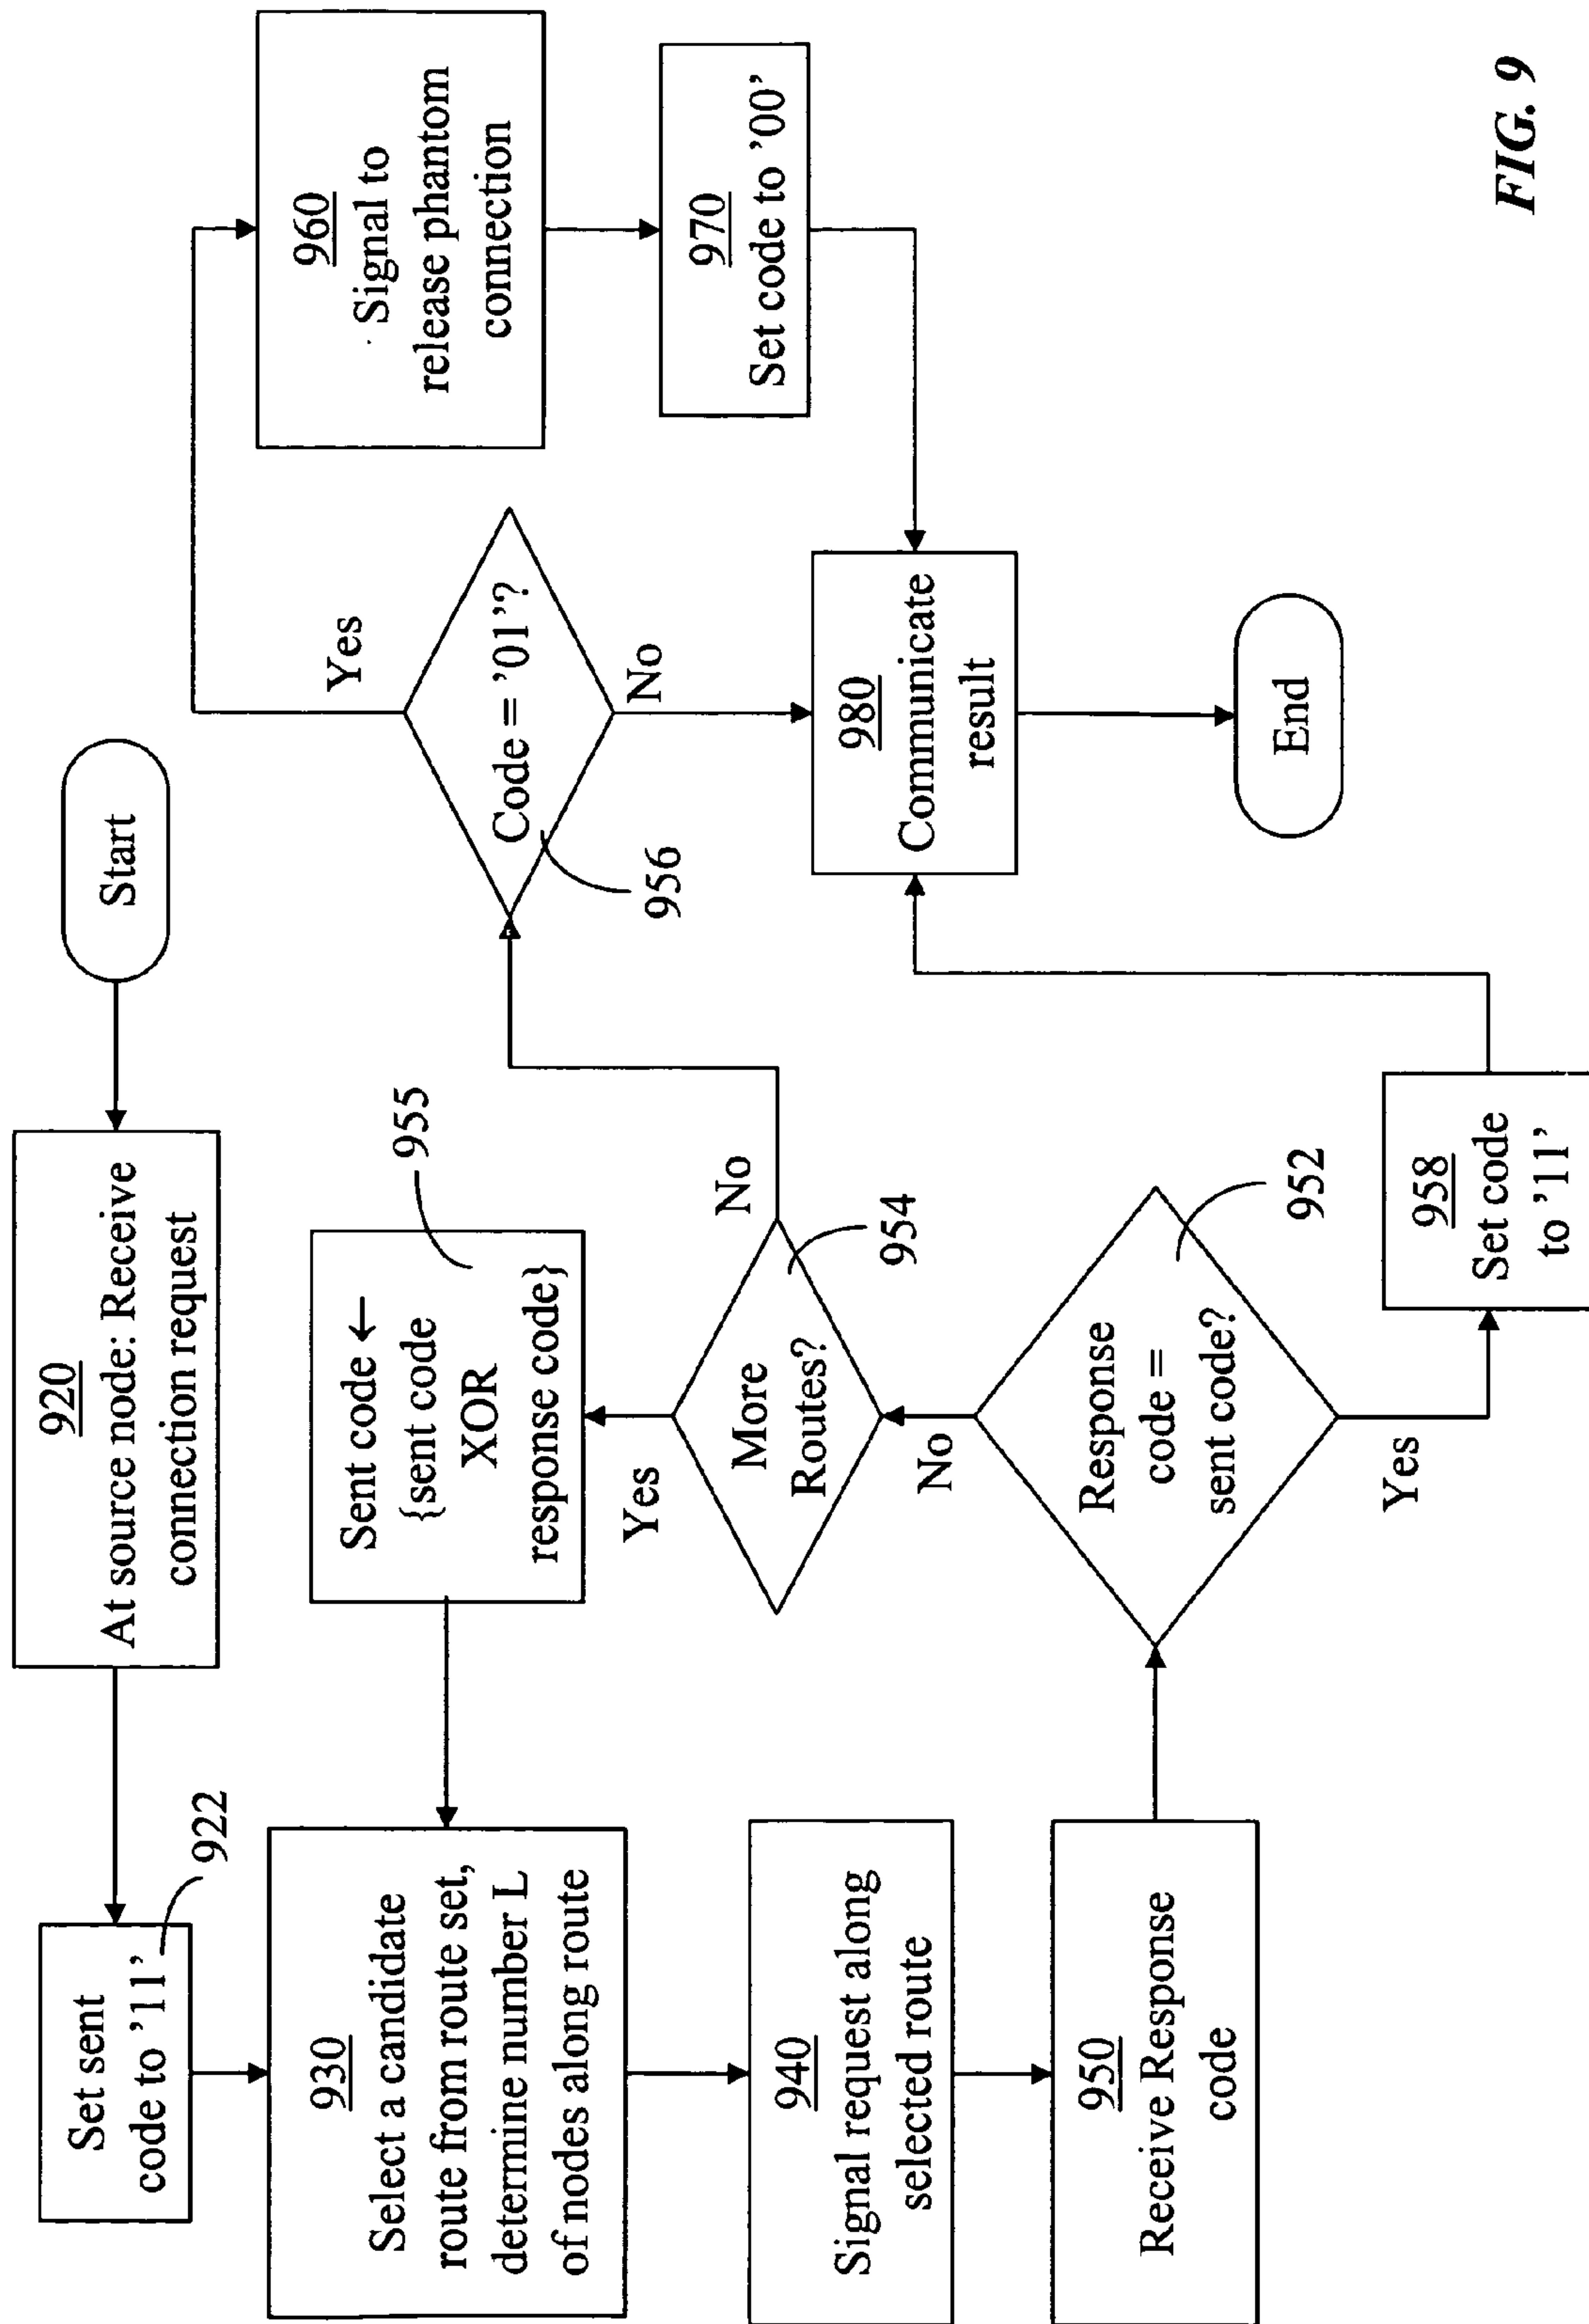 Start
920
At source node: Receive
connection request
Set sent
code to '11'
922
930
Select a candidate
route from route set,
determine number L
of nodes along route
940
Signal request along
selected route
950
Receive Response
code
Response
code =
sent code?
952
No
Yes
More
Routes?
954
Yes
No
Sent code ←
{sent code
XOR
response code}
955
958
Set code
to '11'
Code = '01'?
956
Yes
No
960
Signal to
release phantom
connection
970
Set code to '00'
980
Communicate
result
End
FIG. 9